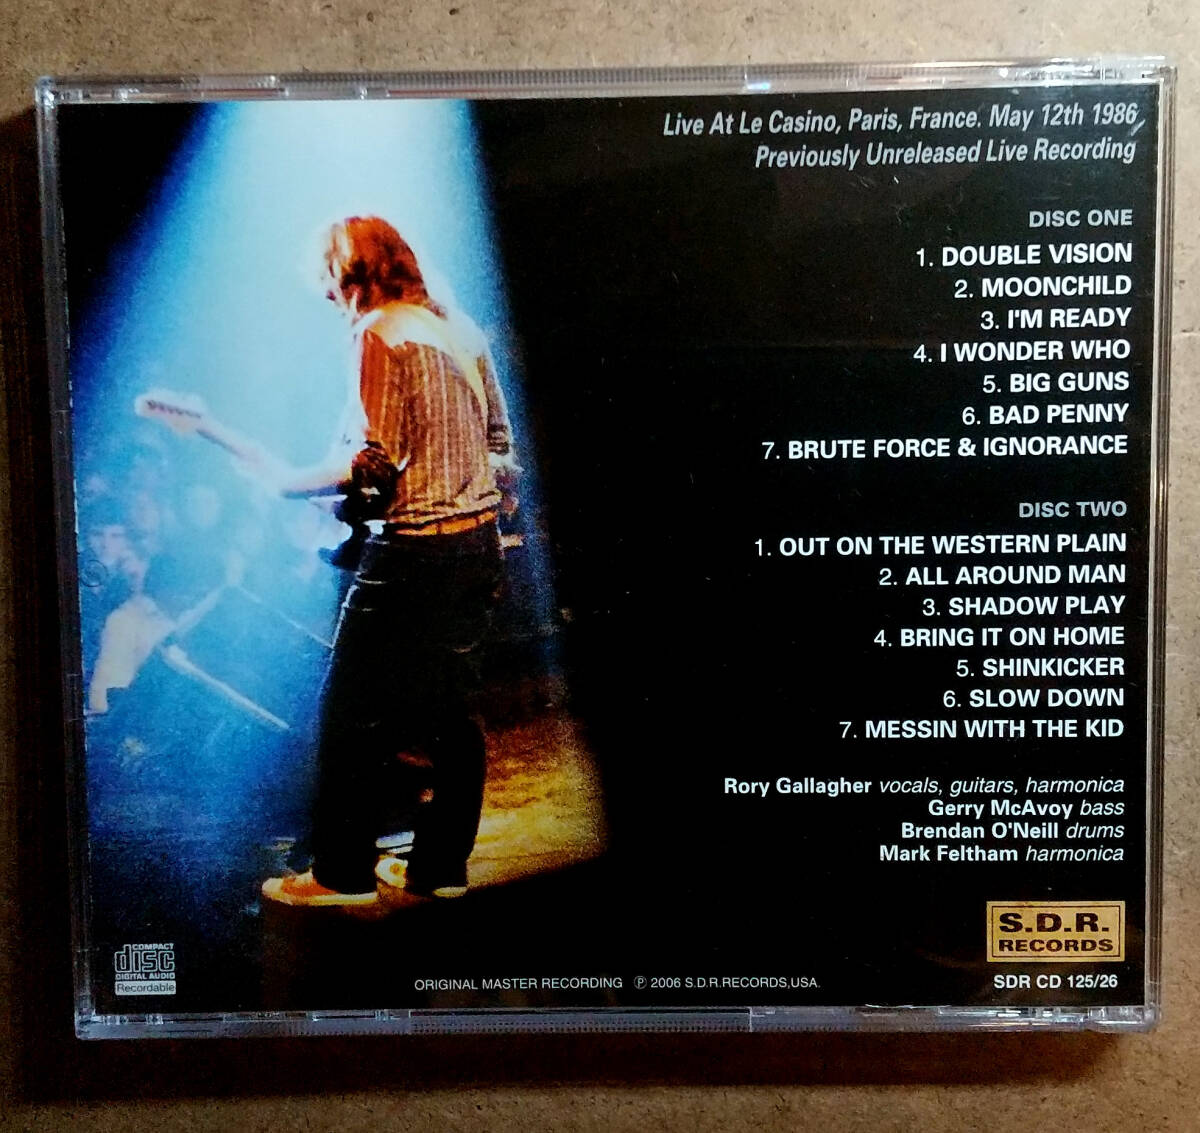 Live At Le Casino, Paris, France. May 12th 1986
Previously Unreleased Live Recording
DISC ONE
1. DOUBLE VISION
2. MOONCHILD
3. I'M READY
4. I WONDER WHO
5. BIG GUNS
6. BAD PENNY
7. BRUTE FORCE & IGNORANCE
DISC TWO
1. OUT ON THE WESTERN PLAIN
2. ALL AROUND MAN
3. SHADOW PLAY
4. BRING IT ON HOME
5. SHINKICKER
6. SLOW DOWN
7. MESSIN WITH THE KID
Rory Gallagher vocals, guitars, harmonica
Gerry McAvoy bass
Brendan O'Neill drums
Mark Feltham harmonica
S.D.R.
RECORDS
SDR CD 125/26
COMPACT
disc
DIGITAL AUDIO
Recordable
ORIGINAL MASTER RECORDING ℗ 2006 S.D.R.RECORDS,USA.